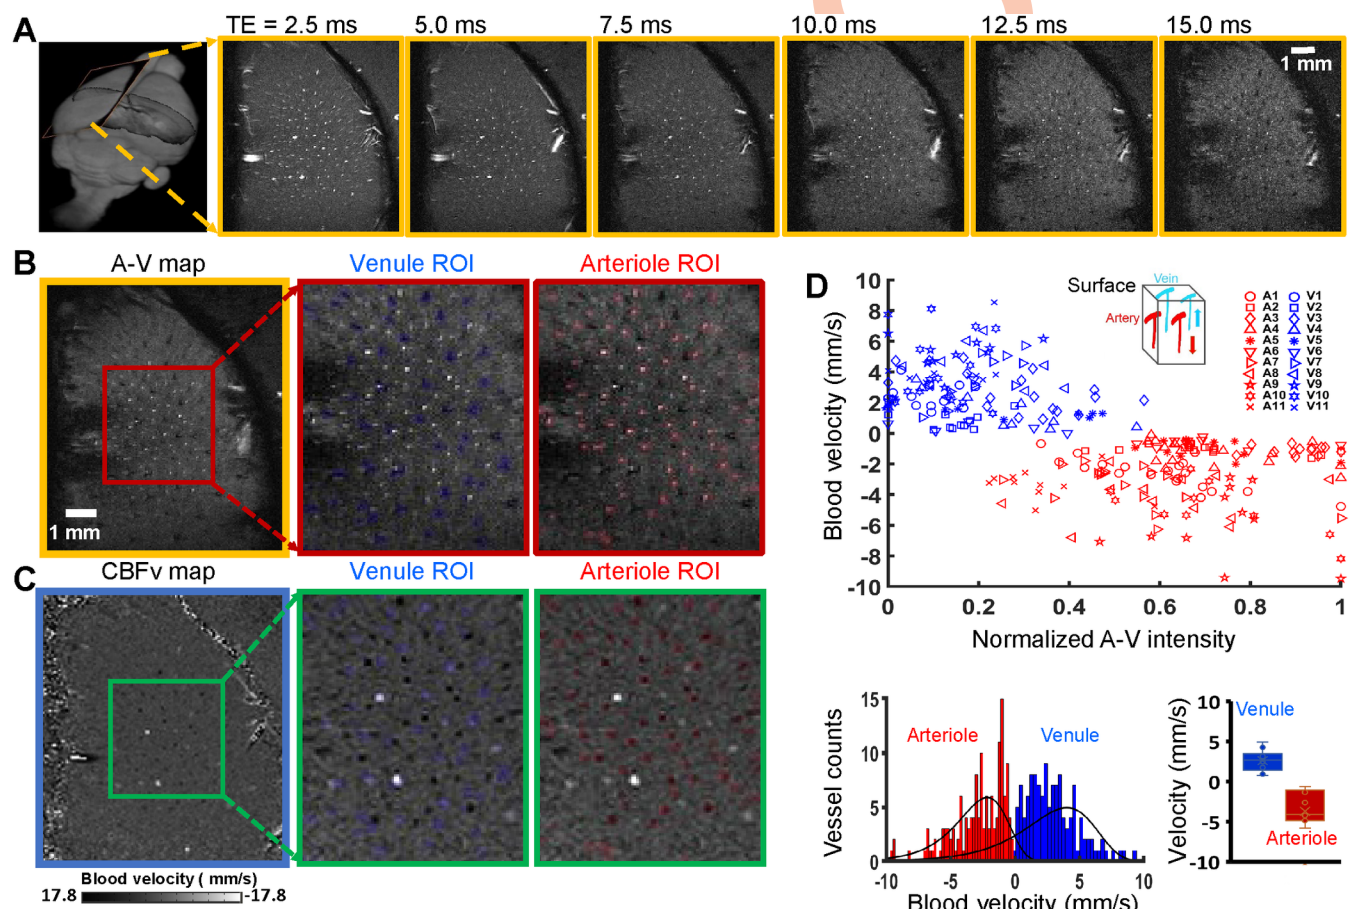 A
TE = 2.5 ms
5.0 ms
7.5 ms
10.0 ms
12.5 ms
15.0 ms
1 mm
B
A-V map
Venule ROI
Arteriole ROI
1 mm
C
CBFv map
Venule ROI
Arteriole ROI
Blood velocity ( mm/s)
17.8
-17.8
D
Blood velocity (mm/s)
10
8
6
4
2
0
-2
-4
-6
-8
-10
0
0.2
0.4
0.6
0.8
1
Normalized A-V intensity
Surface
Vein
Artery
A1 V1
A2 V2
A3 V3
A4 V4
A5 V5
A6 V6
A7 V7
A8 V8
A9 V9
A10 V10
A11 V11
Vessel counts
15
10
5
0
Arteriole
Venule
-10
-5
0
5
10
Blood velocity (mm/s)
Velocity (mm/s)
10
5
0
-5
-10
Venule
Arteriole